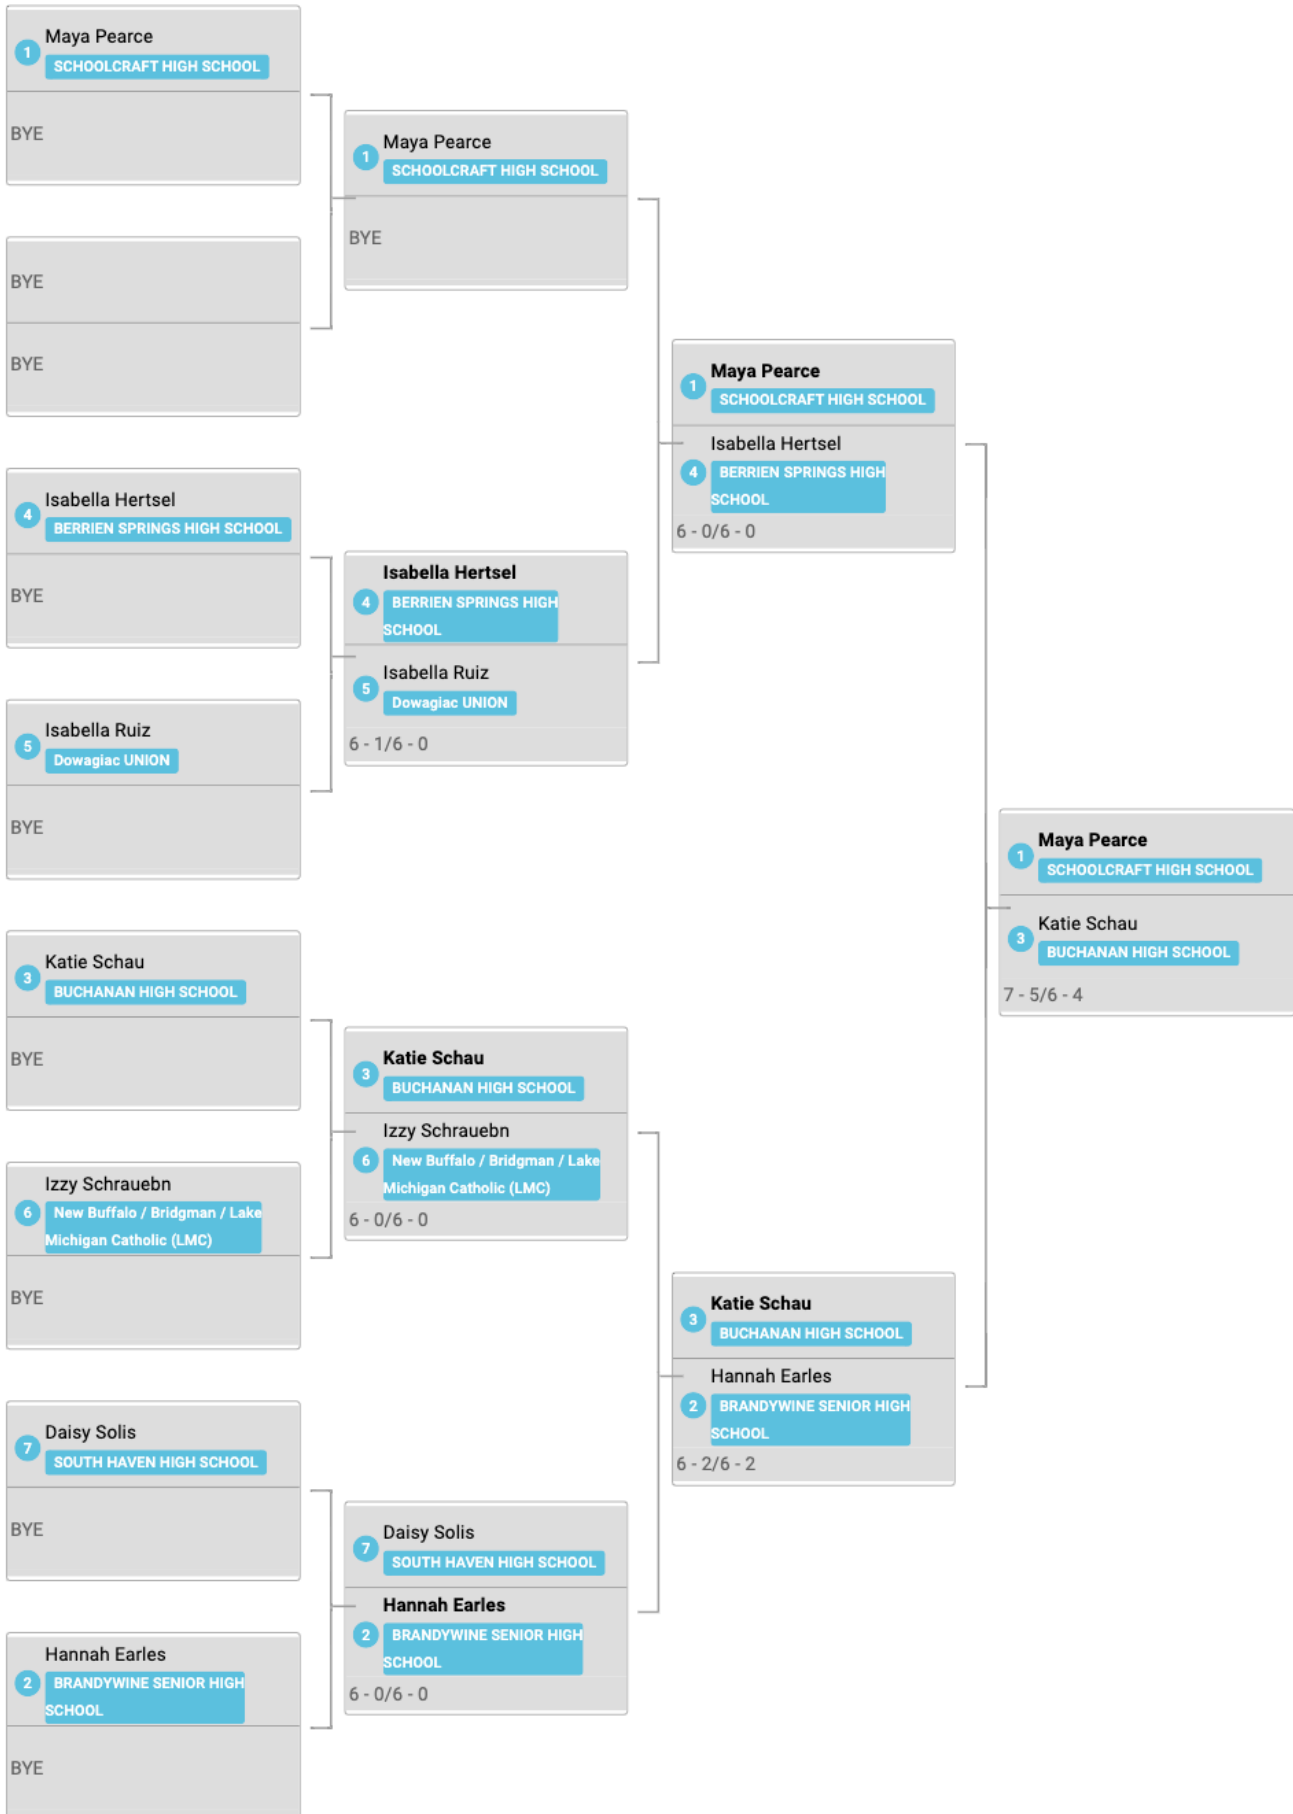 1
Maya Pearce
SCHOOLCRAFT HIGH SCHOOL
BYE
BYE
BYE
4
Isabella Hertsel
BERRIEN SPRINGS HIGH SCHOOL
BYE
5
Isabella Ruiz
Dowagiac UNION
BYE
3
Katie Schau
BUCHANAN HIGH SCHOOL
BYE
6
Izzy Schrauebn
New Buffalo / Bridgman / Lake
Michigan Catholic (LMC)
BYE
7
Daisy Solis
SOUTH HAVEN HIGH SCHOOL
BYE
2
Hannah Earles
BRANDYWINE SENIOR HIGH
SCHOOL
BYE
1
Maya Pearce
SCHOOLCRAFT HIGH SCHOOL
BYE
4
Isabella Hertsel
BERRIEN SPRINGS HIGH
SCHOOL
5
Isabella Ruiz
Dowagiac UNION
6 - 1/6 - 0
3
Katie Schau
BUCHANAN HIGH SCHOOL
6
Izzy Schrauebn
New Buffalo / Bridgman / Lake
Michigan Catholic (LMC)
6 - 0/6 - 0
7
Daisy Solis
SOUTH HAVEN HIGH SCHOOL
2
Hannah Earles
BRANDYWINE SENIOR HIGH
SCHOOL
6 - 0/6 - 0
1
Maya Pearce
SCHOOLCRAFT HIGH SCHOOL
4
Isabella Hertsel
BERRIEN SPRINGS HIGH
SCHOOL
6 - 0/6 - 0
3
Katie Schau
BUCHANAN HIGH SCHOOL
2
Hannah Earles
BRANDYWINE SENIOR HIGH
SCHOOL
6 - 2/6 - 2
1
Maya Pearce
SCHOOLCRAFT HIGH SCHOOL
3
Katie Schau
BUCHANAN HIGH SCHOOL
7 - 5/6 - 4